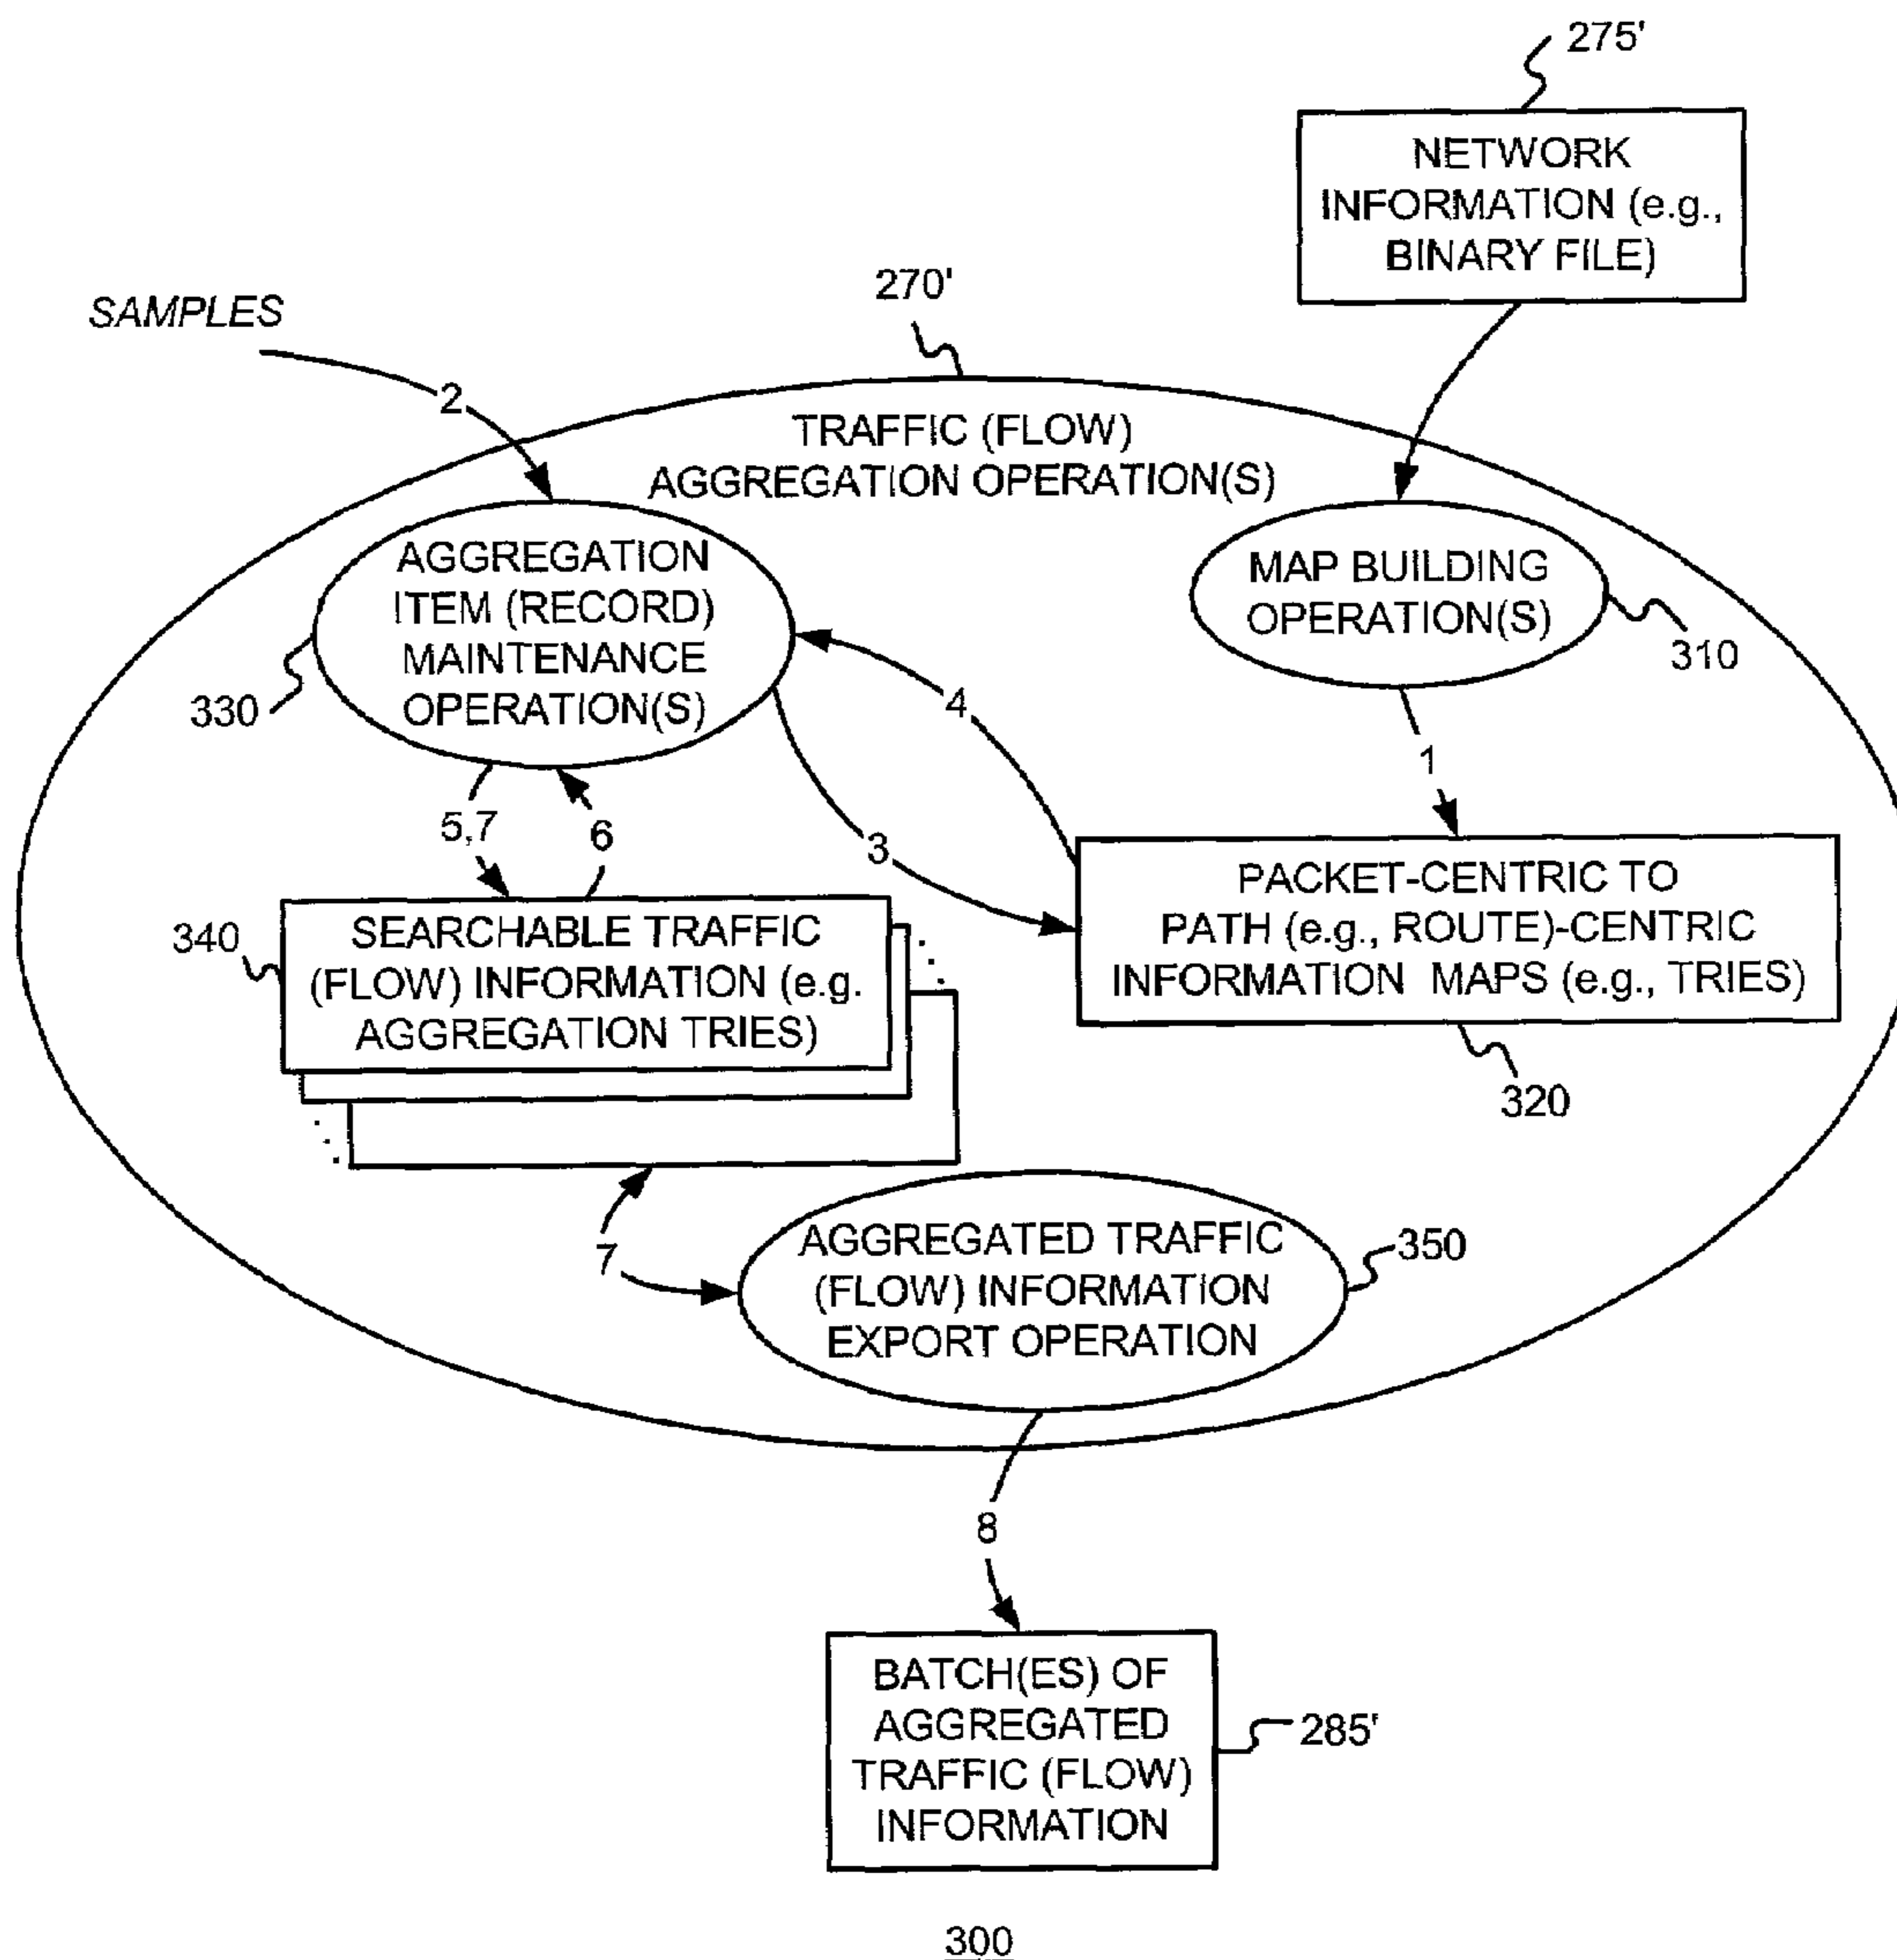 275'
NETWORK
INFORMATION (e.g.,
BINARY FILE)
270'
SAMPLES
2
TRAFFIC (FLOW)
AGGREGATION OPERATION(S)
AGGREGATION
ITEM (RECORD)
MAINTENANCE
OPERATION(S)
330
MAP BUILDING
OPERATION(S)
310
4
1
5,7
6
3
340
SEARCHABLE TRAFFIC
(FLOW) INFORMATION (e.g.
AGGREGATION TRIES)
PACKET-CENTRIC TO
PATH (e.g., ROUTE)-CENTRIC
INFORMATION MAPS (e.g., TRIES)
320
7
AGGREGATED TRAFFIC
(FLOW) INFORMATION
EXPORT OPERATION
350
8
BATCH(ES) OF
AGGREGATED
TRAFFIC (FLOW)
INFORMATION
285'
300